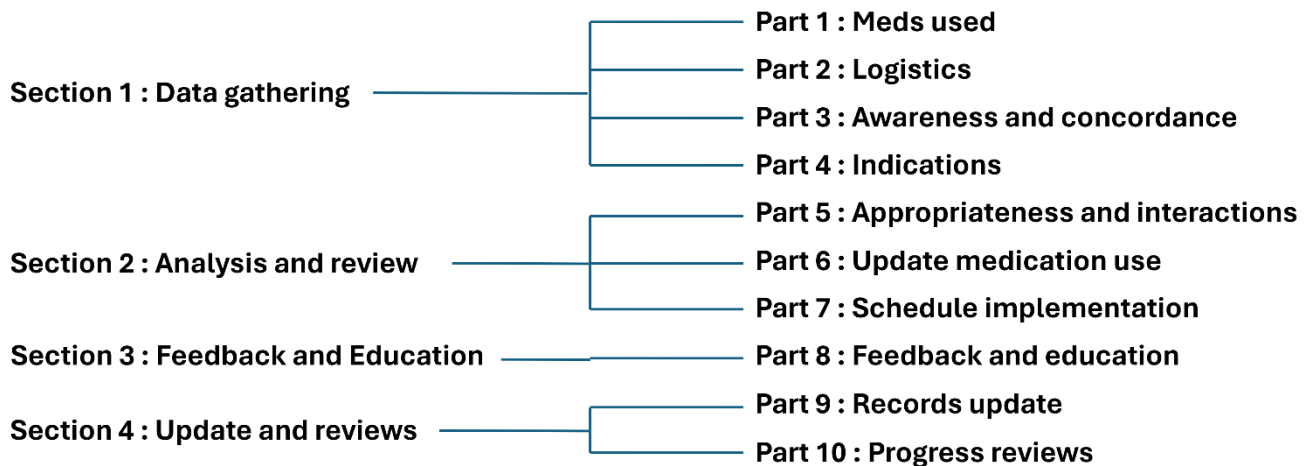 Section 1 : Data gathering
Part 1 : Meds used
Part 2 : Logistics
Part 3 : Awareness and concordance
Part 4 : Indications
Section 2 : Analysis and review
Part 5 : Appropriateness and interactions
Part 6 : Update medication use
Part 7 : Schedule implementation
Section 3 : Feedback and Education
Part 8 : Feedback and education
Section 4 : Update and reviews
Part 9 : Records update
Part 10 : Progress reviews